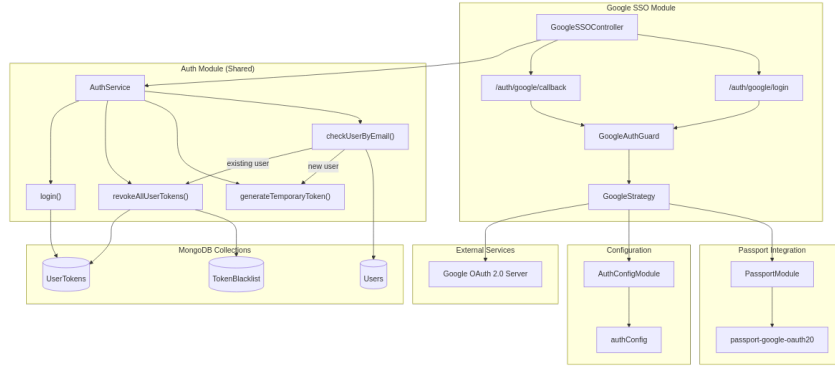 Google SSO Module
GoogleSSOController
Auth Module (Shared)
AuthService
/auth/google/callback
/auth/google/login
checkUserByEmail()
GoogleAuthGuard
existing user
new user
login()
revokeAllUserTokens()
generateTemporaryToken()
GoogleStrategy
MongoDB Collections
External Services
Configuration
Passport Integration
UserTokens
TokenBlacklist
Users
Google OAuth 2.0 Server
AuthConfigModule
PassportModule
authConfig
passport-google-oauth20